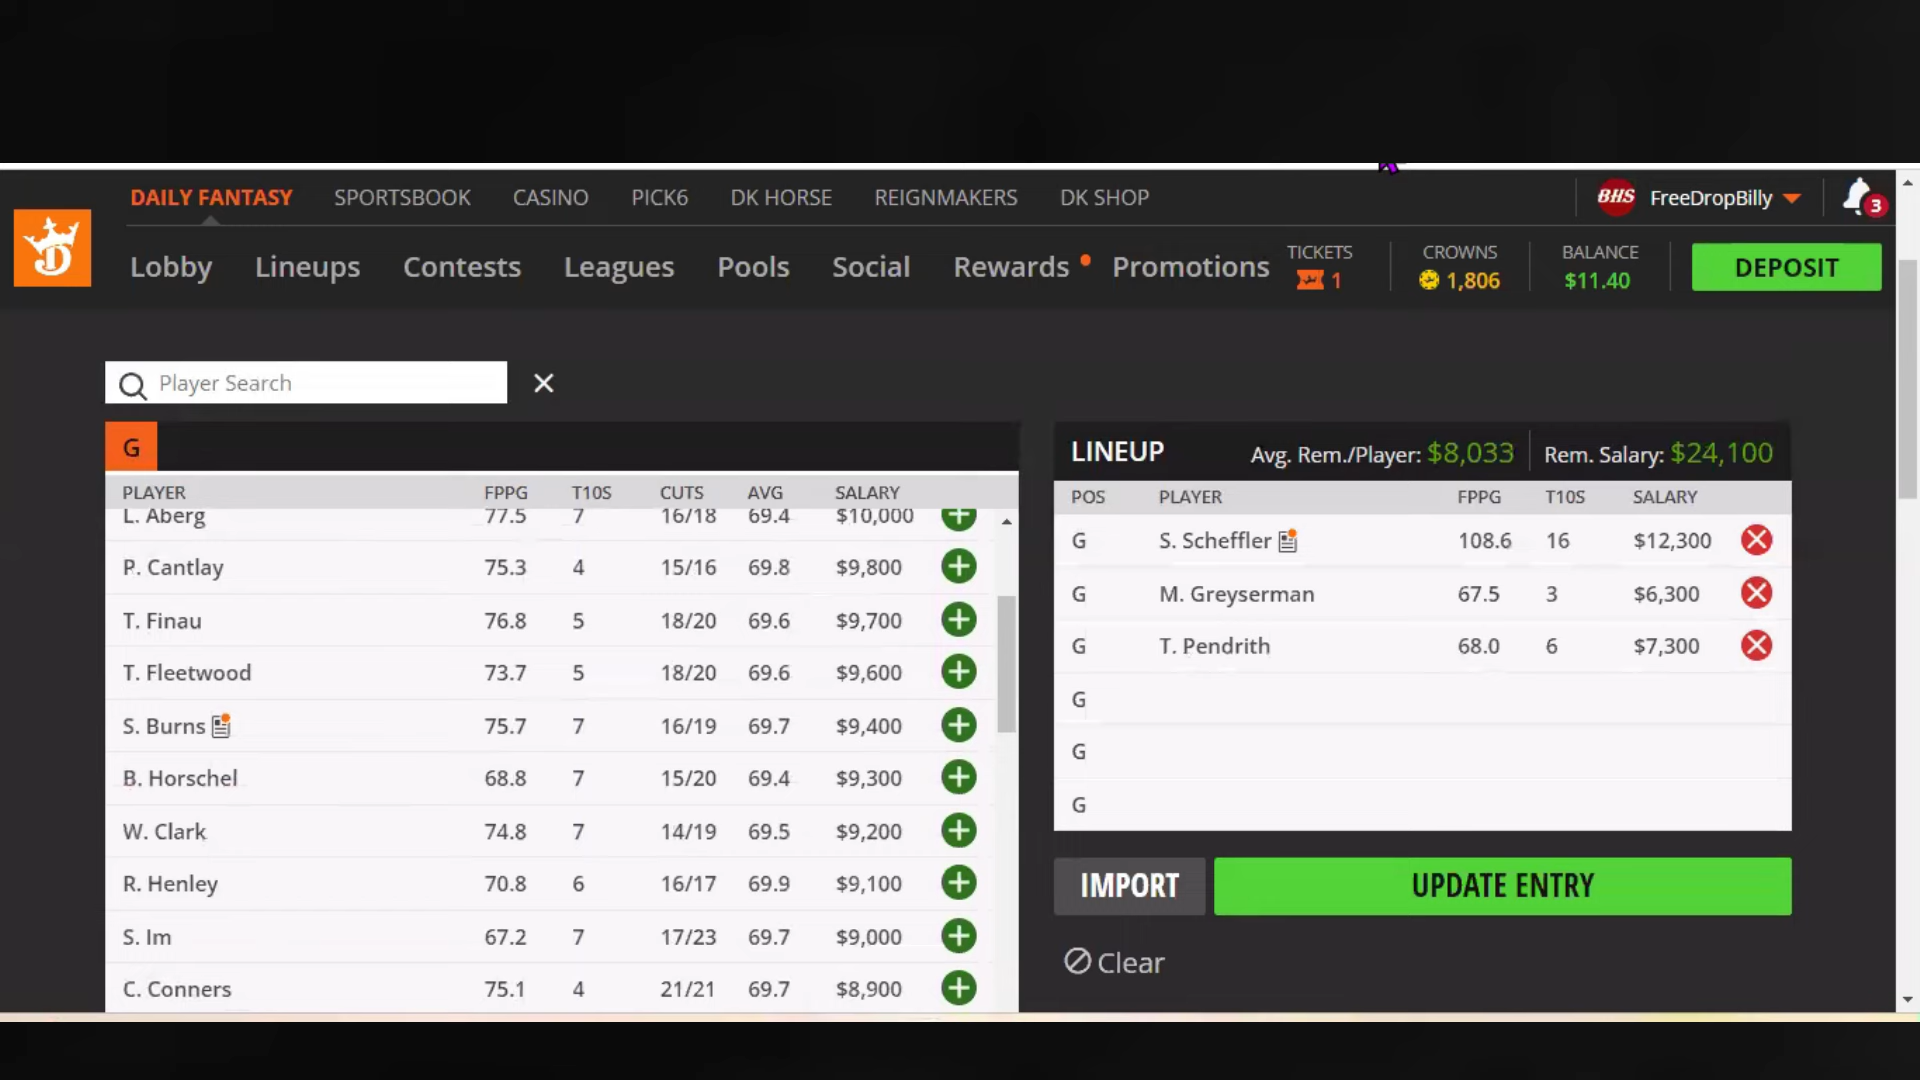 DAILY FANTASY SPORTSBOOK CASINO PICK6 DK HORSE REIGNMAKERS DK SHOP
BHS FreeDropBilly 3
D
Lobby Lineups Contests Leagues Pools Social Rewards Promotions
TICKETS CROWNS BALANCE DEPOSIT
1 1,806 $11.40
Player Search
G
PLAYER FPPG T10S CUTS AVG SALARY
L. Aberg 77.5 7 16/18 69.4 $10,000
P. Cantlay 75.3 4 15/16 69.8 $9,800
T. Finau 76.8 5 18/20 69.6 $9,700
T. Fleetwood 73.7 5 18/20 69.6 $9,600
S. Burns 75.7 7 16/19 69.7 $9,400
B. Horschel 68.8 7 15/20 69.4 $9,300
W. Clark 74.8 7 14/19 69.5 $9,200
R. Henley 70.8 6 16/17 69.9 $9,100
S. Im 67.2 7 17/23 69.7 $9,000
C. Conners 75.1 4 21/21 69.7 $8,900
LINEUP Avg. Rem./Player: $8,033 Rem. Salary: $24,100
POS PLAYER FPPG T10S SALARY
G S. Scheffler 108.6 16 $12,300
G M. Greyserman 67.5 3 $6,300
G T. Pendrith 68.0 6 $7,300
G
G
G
IMPORT UPDATE ENTRY
Clear